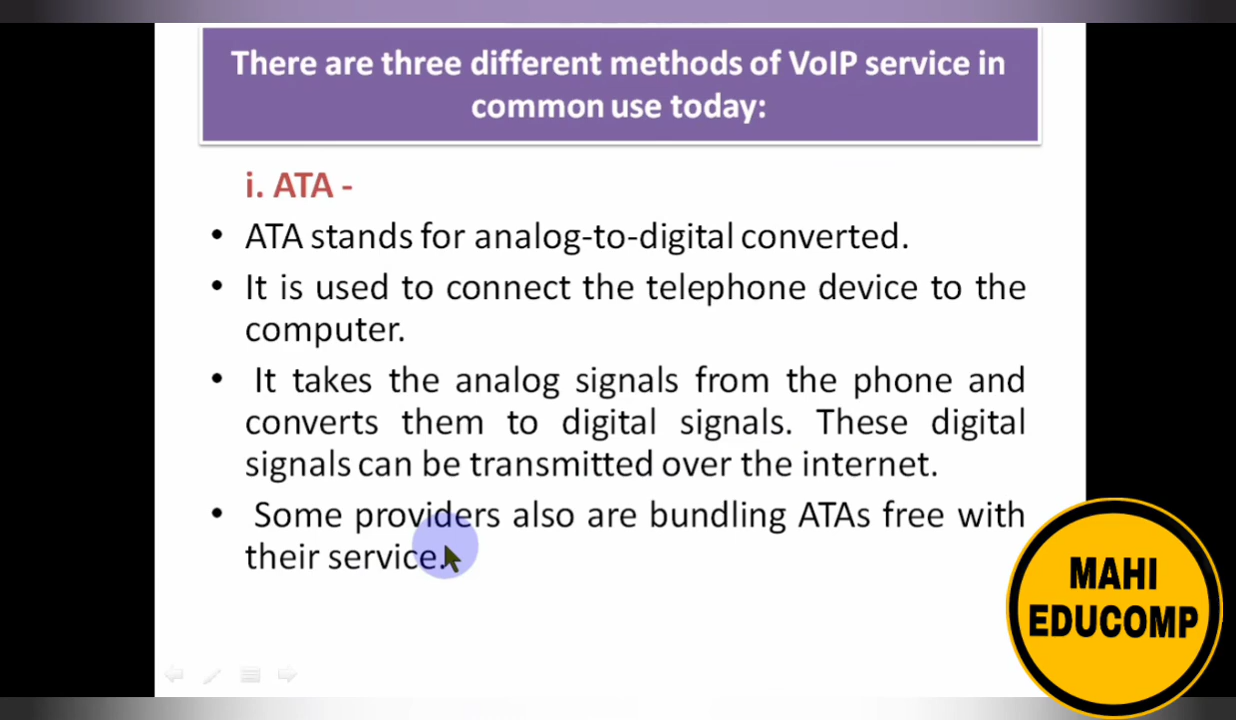 There are three different methods of VoIP service in
common use today:
i. ATA -
• ATA stands for analog-to-digital converted.
• It is used to connect the telephone device to the
computer.
• It takes the analog signals from the phone and
converts them to digital signals. These digital
signals can be transmitted over the internet.
• Some providers also are bundling ATAs free with
their service.
MAHI
EDUCOMP